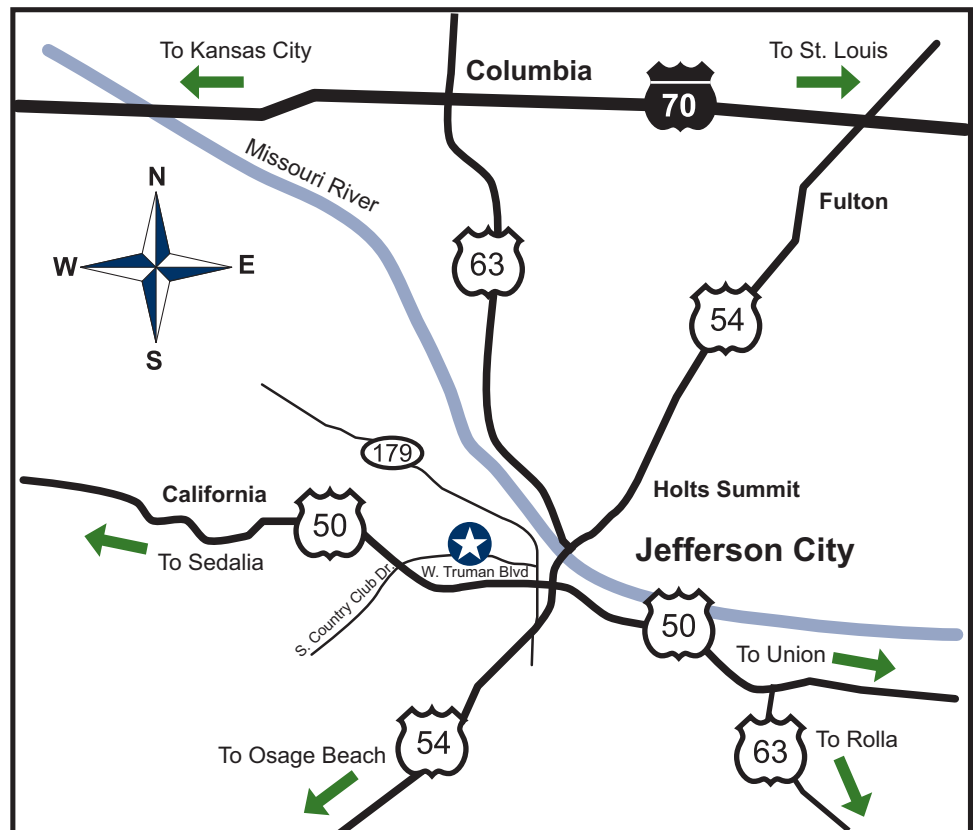 To Kansas City
To St. Louis
Columbia
70
Missouri River
N
Fulton
W
E
63
S
54
179
California
Holts Summit
50
Jefferson City
To Sedalia
W. Truman Blvd
S. Country Club Dr.
50
To Union
54
63
To Rolla
To Osage Beach